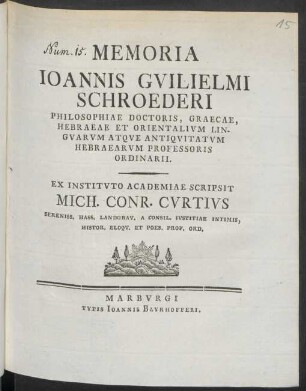 15
Num. 15.
MEMORIA
IOANNIS GVILIELMI
SCHROEDERI
PHILOSOPHIAE DOCTORIS, GRAECAE,
HEBRAEAE ET ORIENTALIVM LIN-
GVARVM ATQVE ANTIQVITATVM
HEBRAEARVM PROFESSORIS
ORDINARII.
EX INSTITVTO ACADEMIAE SCRIPSIT
MICH. CONR. CVRTIVS
SERENISS. HASS. LANDGRAV. A CONSIL. IVSTITIAE INTIMIS,
HISTOR. ELOQV. ET POES. PROF. ORD.
MARBVRGI
TYPIS IOANNIS BAYRHOFFERI.